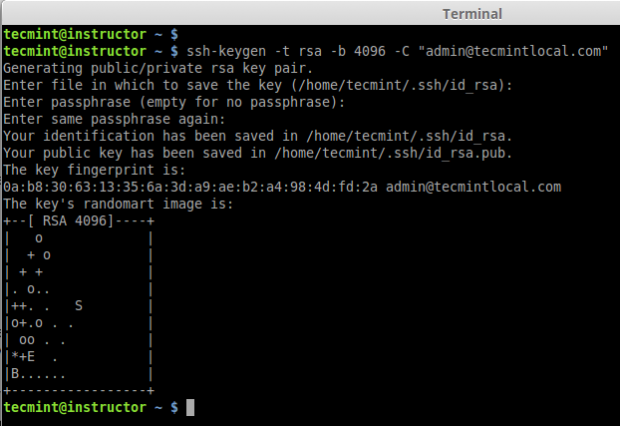 Terminal
tecmint@instructor ~ $
tecmint@instructor ~ $ ssh-keygen -t rsa -b 4096 -C "admin@tecmintlocal.com"
Generating public/private rsa key pair.
Enter file in which to save the key (/home/tecmint/.ssh/id_rsa):
Enter passphrase (empty for no passphrase):
Enter same passphrase again:
Your identification has been saved in /home/tecmint/.ssh/id_rsa.
Your public key has been saved in /home/tecmint/.ssh/id_rsa.pub.
The key fingerprint is:
0a:b8:30:63:13:35:6a:3d:a9:ae:b2:a4:98:4d:fd:2a admin@tecmintlocal.com
The key's randomart image is:
+--[ RSA 4096]----+
|   o             |
|  + o            |
| + +             |
|. o..            |
|++. .   S        |
|o+.o . .         |
| oo . .          |
|*+E  .           |
|B......          |
+-----------------+
tecmint@instructor ~ $